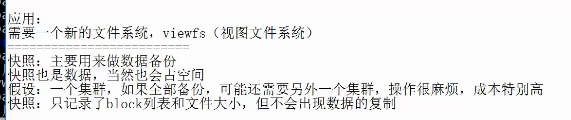 应用:
需要一个新的文件系统，viewfs（视图文件系统）
=========================
快照：主要用来做数据备份
快照也是数据，当然也会占空间
假设：一个集群，如果全部备份，可能还需要另外一个集群，操作很麻烦，成本特别高
快照：只记录了block列表和文件大小，但不会出现数据的复制